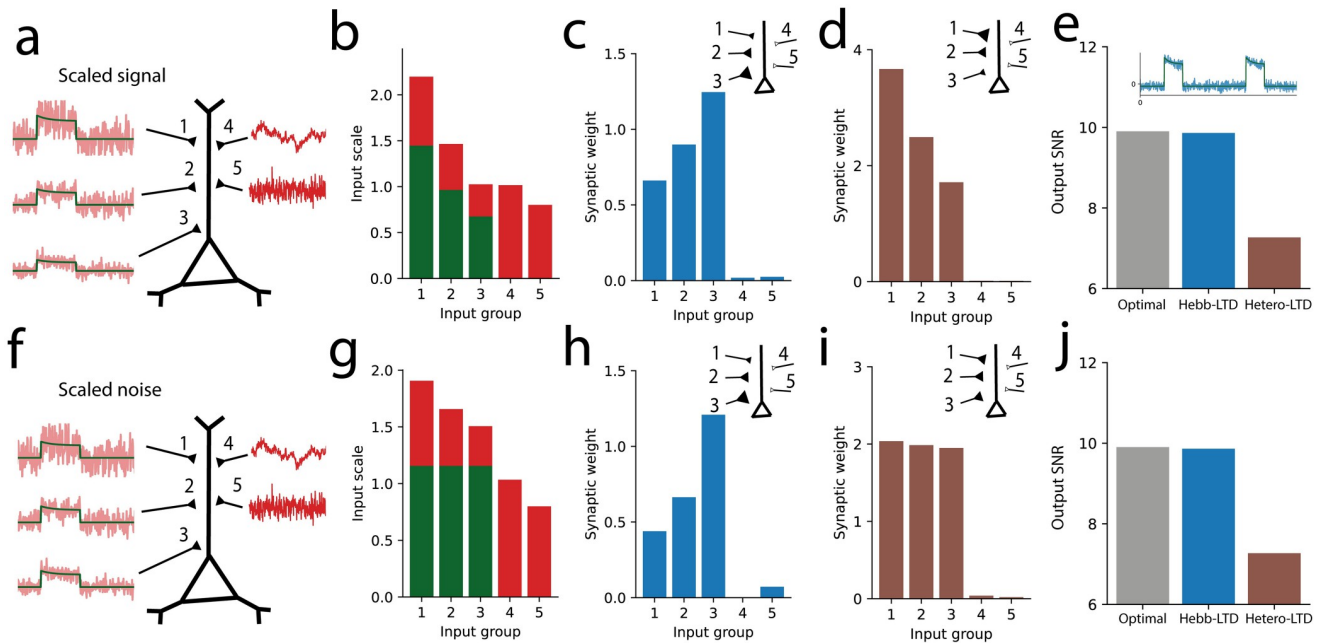 a
Scaled signal
1
4
2
5
3
b
Input scale
2.0
1.5
1.0
0.5
0.0
1 2 3 4 5
Input group
c
Synaptic weight
1.5
1.0
0.5
0.0
1 2 3 4 5
Input group
1
4
2
5
3
d
Synaptic weight
4
2
0
1 2 3 4 5
Input group
1
4
2
5
3
e
Output SNR
12
10
8
6
0
0
Optimal Hebb-LTD Hetero-LTD
f
Scaled noise
1
4
2
5
3
g
Input scale
2.0
1.5
1.0
0.5
0.0
1 2 3 4 5
Input group
h
Synaptic weight
1.5
1.0
0.5
0.0
1 2 3 4 5
Input group
1
4
2
5
3
i
Synaptic weight
3
2
1
0
1 2 3 4 5
Input group
1
4
2
5
3
j
Output SNR
12
10
8
6
Optimal Hebb-LTD Hetero-LTD